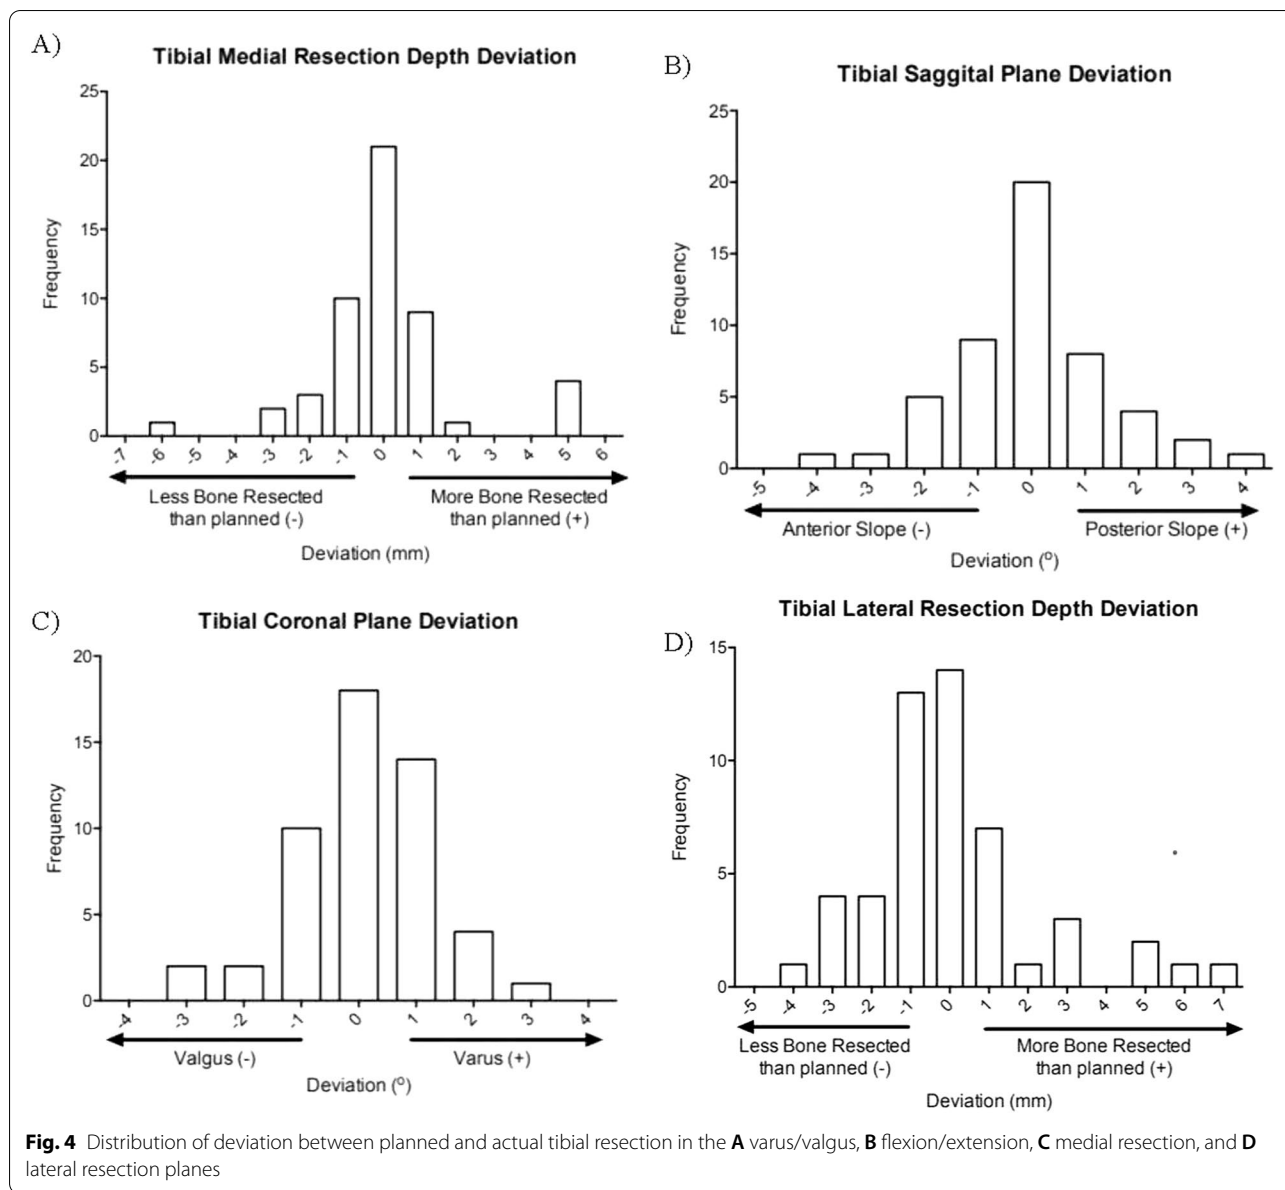 A)
Tibial Medial Resection Depth Deviation
25
20
15
10
5
0
Frequency
-7 -6 -5 -4 -3 -2 -1 0 1 2 3 4 5 6
Less Bone Resected
than planned (-)
More Bone Resected
than planned (+)
Deviation (mm)
B)
Tibial Saggital Plane Deviation
25
20
15
10
5
0
Frequency
-5 -4 -3 -2 -1 0 1 2 3 4
Anterior Slope (-)
Posterior Slope (+)
Deviation (º)
C)
Tibial Coronal Plane Deviation
20
15
10
5
0
Frequency
-4 -3 -2 -1 0 1 2 3 4
Valgus (-)
Varus (+)
Deviation (º)
D)
Tibial Lateral Resection Depth Deviation
15
10
5
0
Frequency
-5 -4 -3 -2 -1 0 1 2 3 4 5 6 7
Less Bone Resected
than planned (-)
More Bone Resected
than planned (+)
Deviation (mm)
Fig. 4 Distribution of deviation between planned and actual tibial resection in the A varus/valgus, B flexion/extension, C medial resection, and D
lateral resection planes